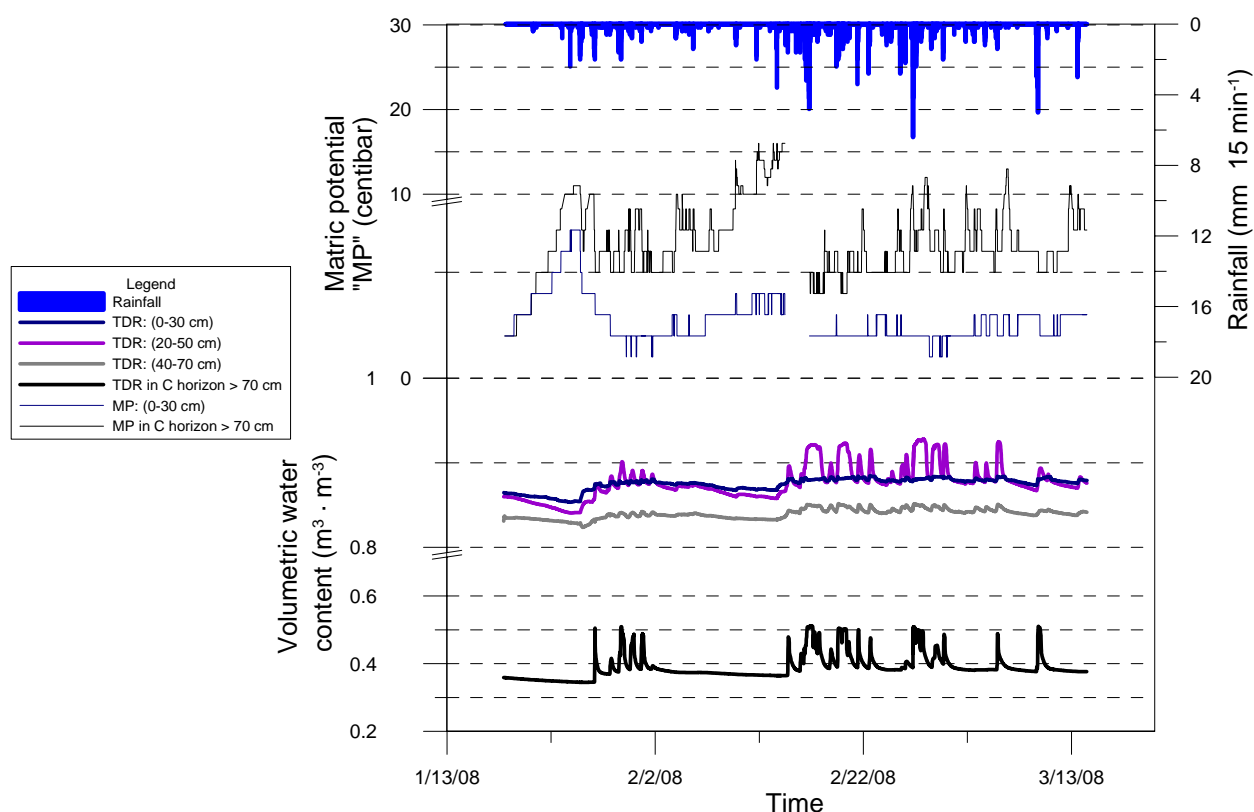 30
20
10
1
0
0.8
0.6
0.4
0.2
Matric potential
"MP" (centibar)
Volumetric water
content (m³ · m⁻³)
0
4
8
12
16
20
Rainfall (mm 15 min⁻¹)
Legend
Rainfall
TDR: (0-30 cm)
TDR: (20-50 cm)
TDR: (40-70 cm)
TDR in C horizon > 70 cm
MP: (0-30 cm)
MP in C horizon > 70 cm
1/13/08
2/2/08
2/22/08
3/13/08
Time